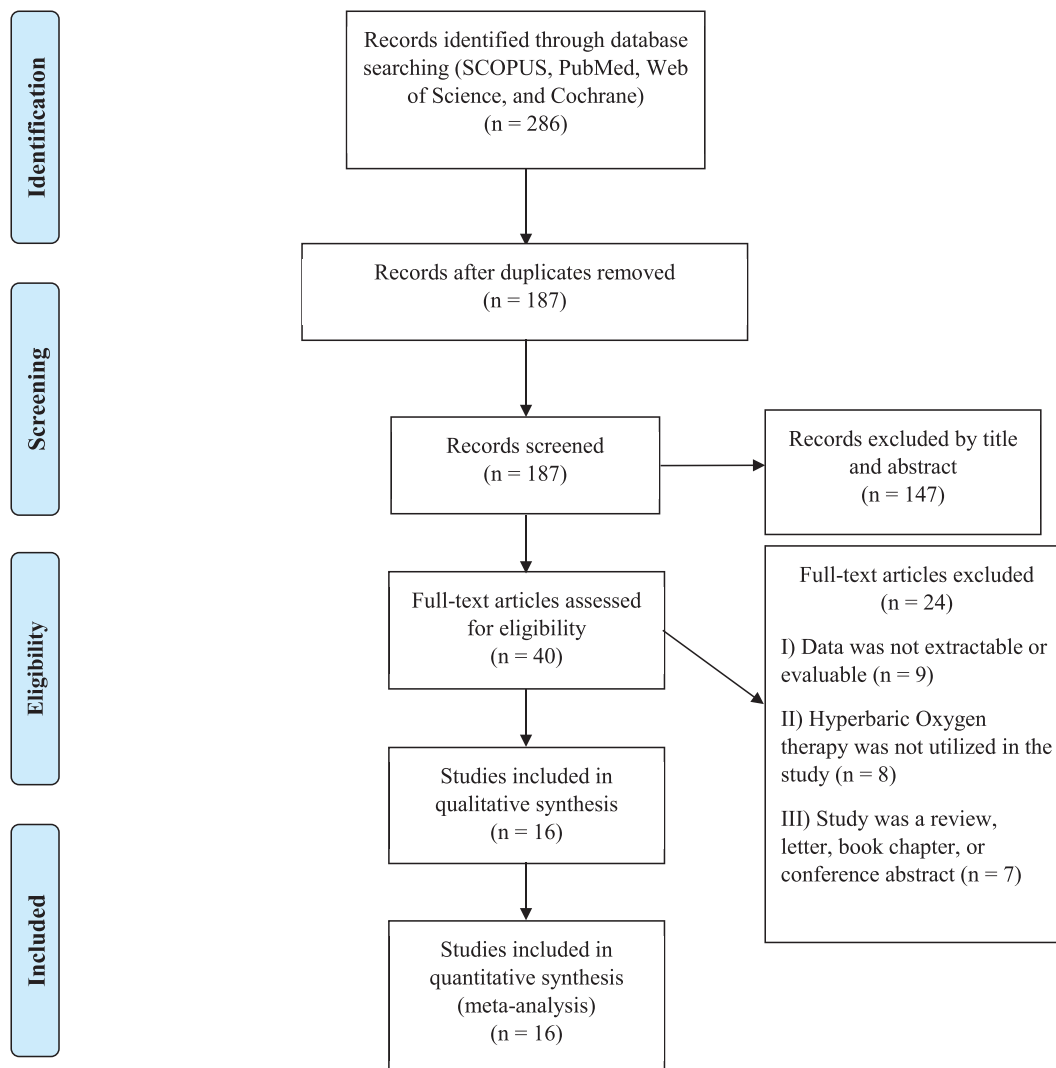 Identification
Records identified through database
searching (SCOPUS, PubMed, Web
of Science, and Cochrane)
(n = 286)
Records after duplicates removed
(n = 187)
Screening
Records screened
(n = 187)
Records excluded by title
and abstract
(n = 147)
Eligibility
Full-text articles assessed
for eligibility
(n = 40)
Full-text articles excluded
(n = 24)
I) Data was not extractable or
evaluable (n = 9)
II) Hyperbaric Oxygen
therapy was not utilized in the
study (n = 8)
III) Study was a review,
letter, book chapter, or
conference abstract (n = 7)
Studies included in
qualitative synthesis
(n = 16)
Included
Studies included in
quantitative synthesis
(meta-analysis)
(n = 16)